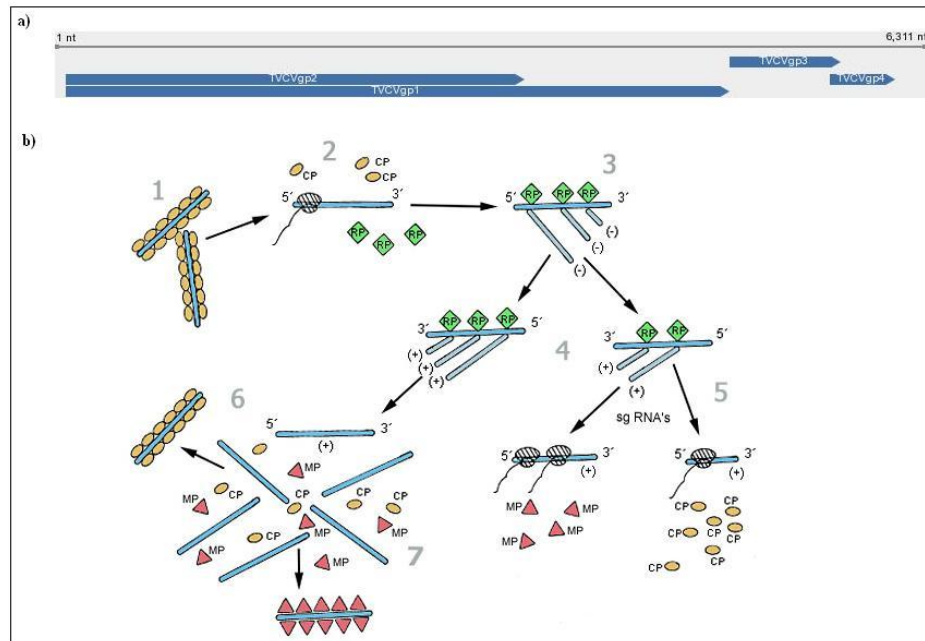 a)
1 nt 6,311 nt
TVCVgp3
TVCVgp2 TVCVgp4
TVCVgp1
b)
1
2
CP
CP
CP
5´ 3´
RP RP RP
3
RP RP RP
5´ 3´
(-)
(-)
(-)
4
RP RP RP
3´ 5´
(+)
(+)
(+)
RP RP
3´ 5´
(+)
(+)
sg RNA's
5
5´ 3´
(+)
MP
MP
MP
MP
5´ 3´
(+)
CP
CP
CP CP
CP
CP
6
5´ 3´
(+)
MP
CP
MP
CP
CP
MP
MP
CP
MP
MP
7